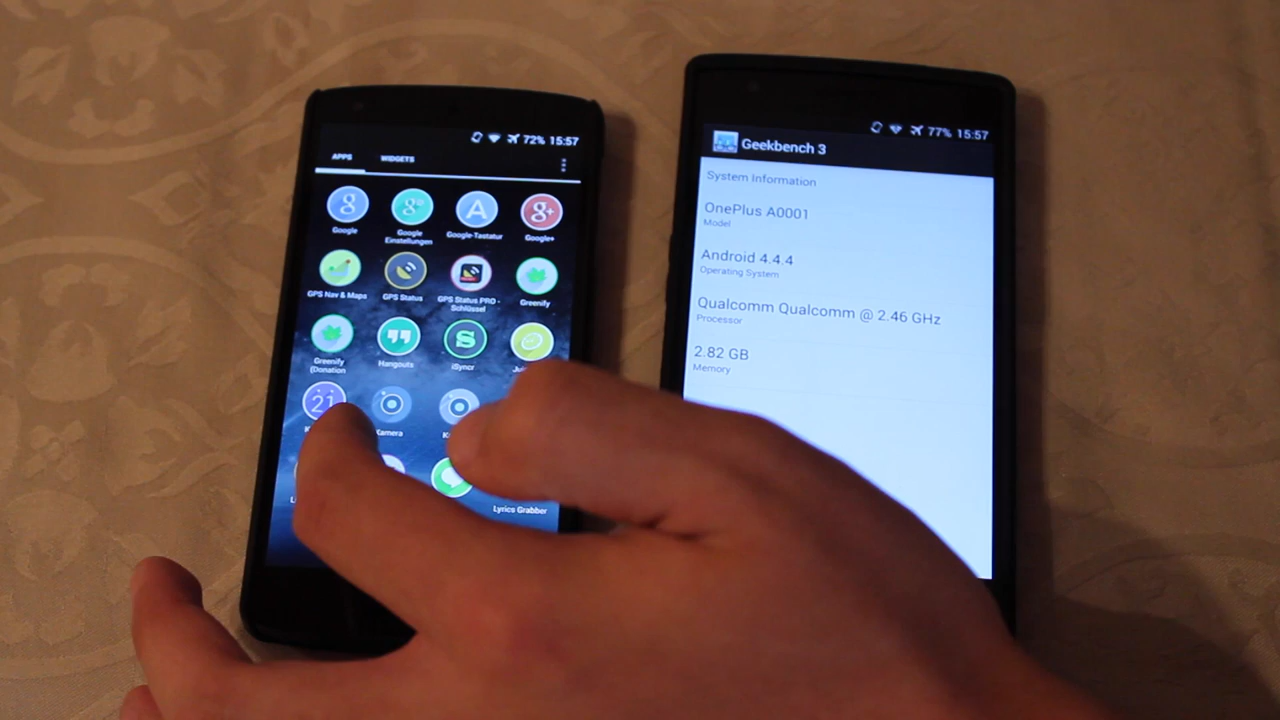 72% 15:57
APPS WIDGETS
Google
Google Einstellungen
Google-Tastatur
Google+
GPS Nav & Maps
GPS Status
GPS Status PRO - Schlüssel
Greenify
Greenify (Donation
Hangouts
iSyncr
21
Kamera
Lyrics Grabber
77% 15:57
Geekbench 3
System Information
OnePlus A0001
Model
Android 4.4.4
Operating System
Qualcomm Qualcomm @ 2.46 GHz
Processor
2.82 GB
Memory